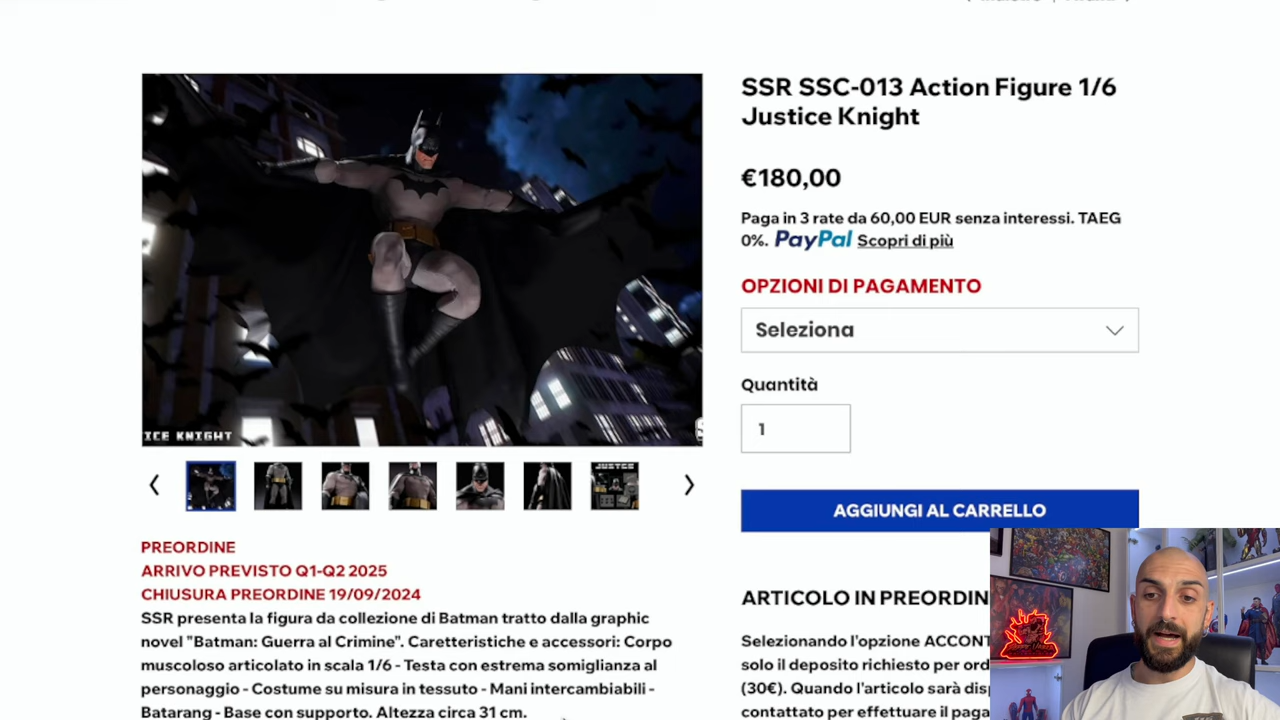 SSR SSC-013 Action Figure 1/6
Justice Knight
€180,00
Paga in 3 rate da 60,00 EUR senza interessi. TAEG
0%. PayPal Scopri di più
OPZIONI DI PAGAMENTO
Seleziona
Quantità
1
AGGIUNGI AL CARRELLO
ICE KNIGHT
JUSTICE
PREORDINE
ARRIVO PREVISTO Q1-Q2 2025
CHIUSURA PREORDINE 19/09/2024
SSR presenta la figura da collezione di Batman tratto dalla graphic
novel "Batman: Guerra al Crimine". Caretteristiche e accessori: Corpo
muscoloso articolato in scala 1/6 - Testa con estrema somiglianza al
personaggio - Costume su misura in tessuto - Mani intercambiabili -
Batarang - Base con supporto. Altezza circa 31 cm.
ARTICOLO IN PREORDIN
Selezionando l'opzione ACCONT
solo il deposito richiesto per ord
(30€). Quando l'articolo sarà disp
contattato per effettuare il paga